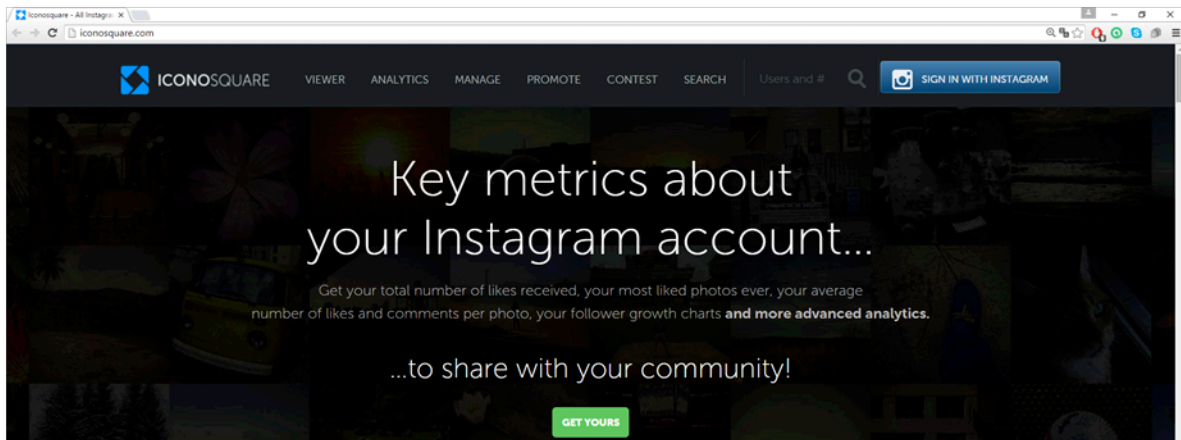 Iconosquare - All Instagra
iconosquare.com
ICONOSQUARE VIEWER ANALYTICS MANAGE PROMOTE CONTEST SEARCH Users and # SIGN IN WITH INSTAGRAM
Key metrics about
your Instagram account...
Get your total number of likes received, your most liked photos ever, your average
number of likes and comments per photo, your follower growth charts and more advanced analytics.
...to share with your community!
GET YOURS